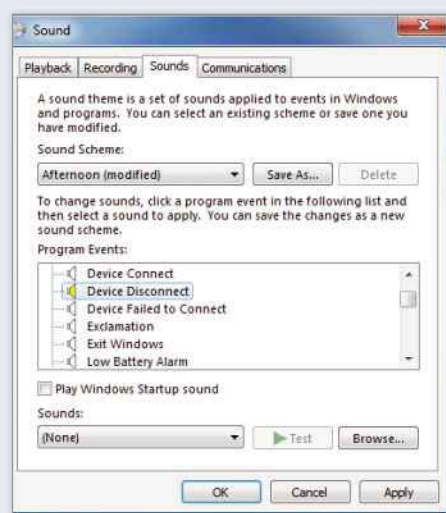 Sound
Playback Recording Sounds Communications
A sound theme is a set of sounds applied to events in Windows
and programs. You can select an existing scheme or save one you
have modified.
Sound Scheme:
Afternoon (modified) Save As... Delete
To change sounds, click a program event in the following list and
then select a sound to apply. You can save the changes as a new
sound scheme.
Program Events:
Device Connect
Device Disconnect
Device Failed to Connect
Exclamation
Exit Windows
Low Battery Alarm
Play Windows Startup sound
Sounds:
(None) Test Browse...
OK Cancel Apply